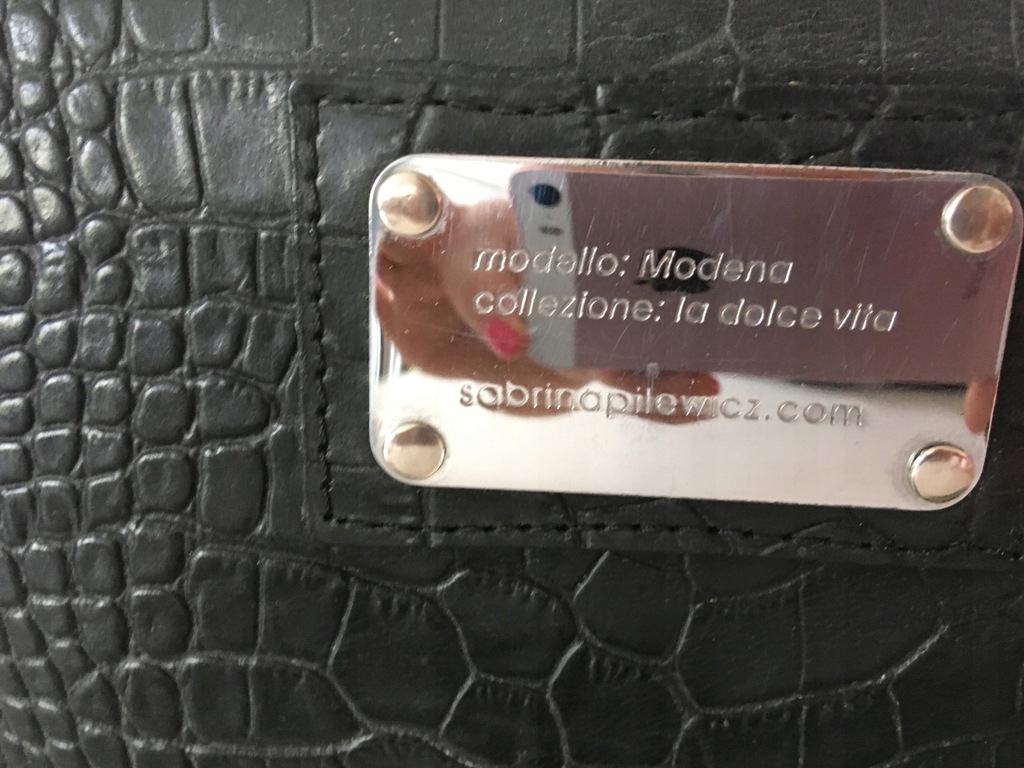 modello: Modena
collezione: la dolce vita
sabrinapilewicz.com